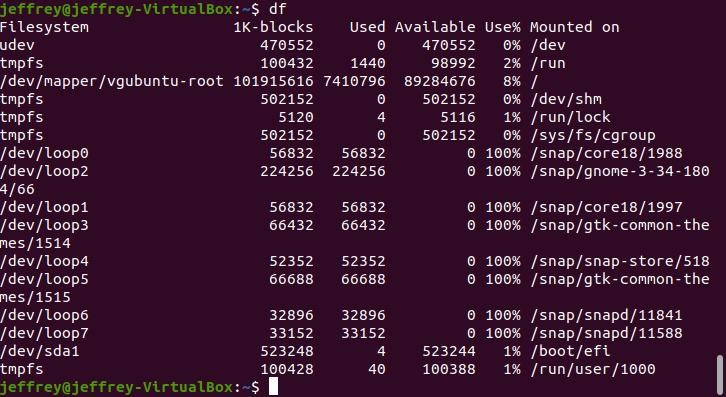 jeffrey@jeffrey-VirtualBox:~$ df
Filesystem                  1K-blocks    Used Available Use% Mounted on
udev                           470552       0    470552   0% /dev
tmpfs                          100432    1440     98992   2% /run
/dev/mapper/vgubuntu-root 101915616 7410796  89284676   8% /
tmpfs                          502152       0    502152   0% /dev/shm
tmpfs                            5120       4      5116   1% /run/lock
tmpfs                          502152       0    502152   0% /sys/fs/cgroup
/dev/loop0                      56832   56832         0 100% /snap/core18/1988
/dev/loop2                     224256  224256         0 100% /snap/gnome-3-34-180
4/66
/dev/loop1                      56832   56832         0 100% /snap/core18/1997
/dev/loop3                      66432   66432         0 100% /snap/gtk-common-the
mes/1514
/dev/loop4                      52352   52352         0 100% /snap/snap-store/518
/dev/loop5                      66688   66688         0 100% /snap/gtk-common-the
mes/1515
/dev/loop6                      32896   32896         0 100% /snap/snapd/11841
/dev/loop7                      33152   33152         0 100% /snap/snapd/11588
/dev/sda1                      523248       4    523244   1% /boot/efi
tmpfs                          100428      40    100388   1% /run/user/1000
jeffrey@jeffrey-VirtualBox:~$